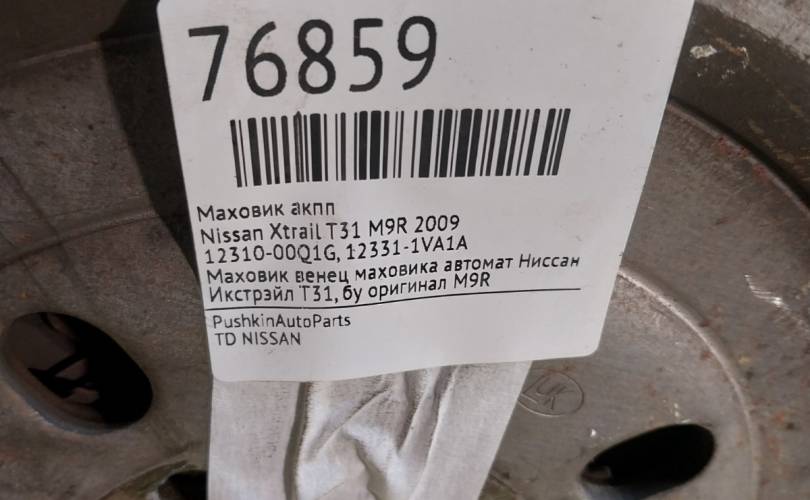 76859
Маховик акпп
Nissan Xtrail T31 M9R 2009
12310-00Q1G, 12331-1VA1A
Маховик венец маховика автомат Ниссан
Икстрэйл Т31, бу оригинал M9R
PushkinAutoParts
TD NISSAN